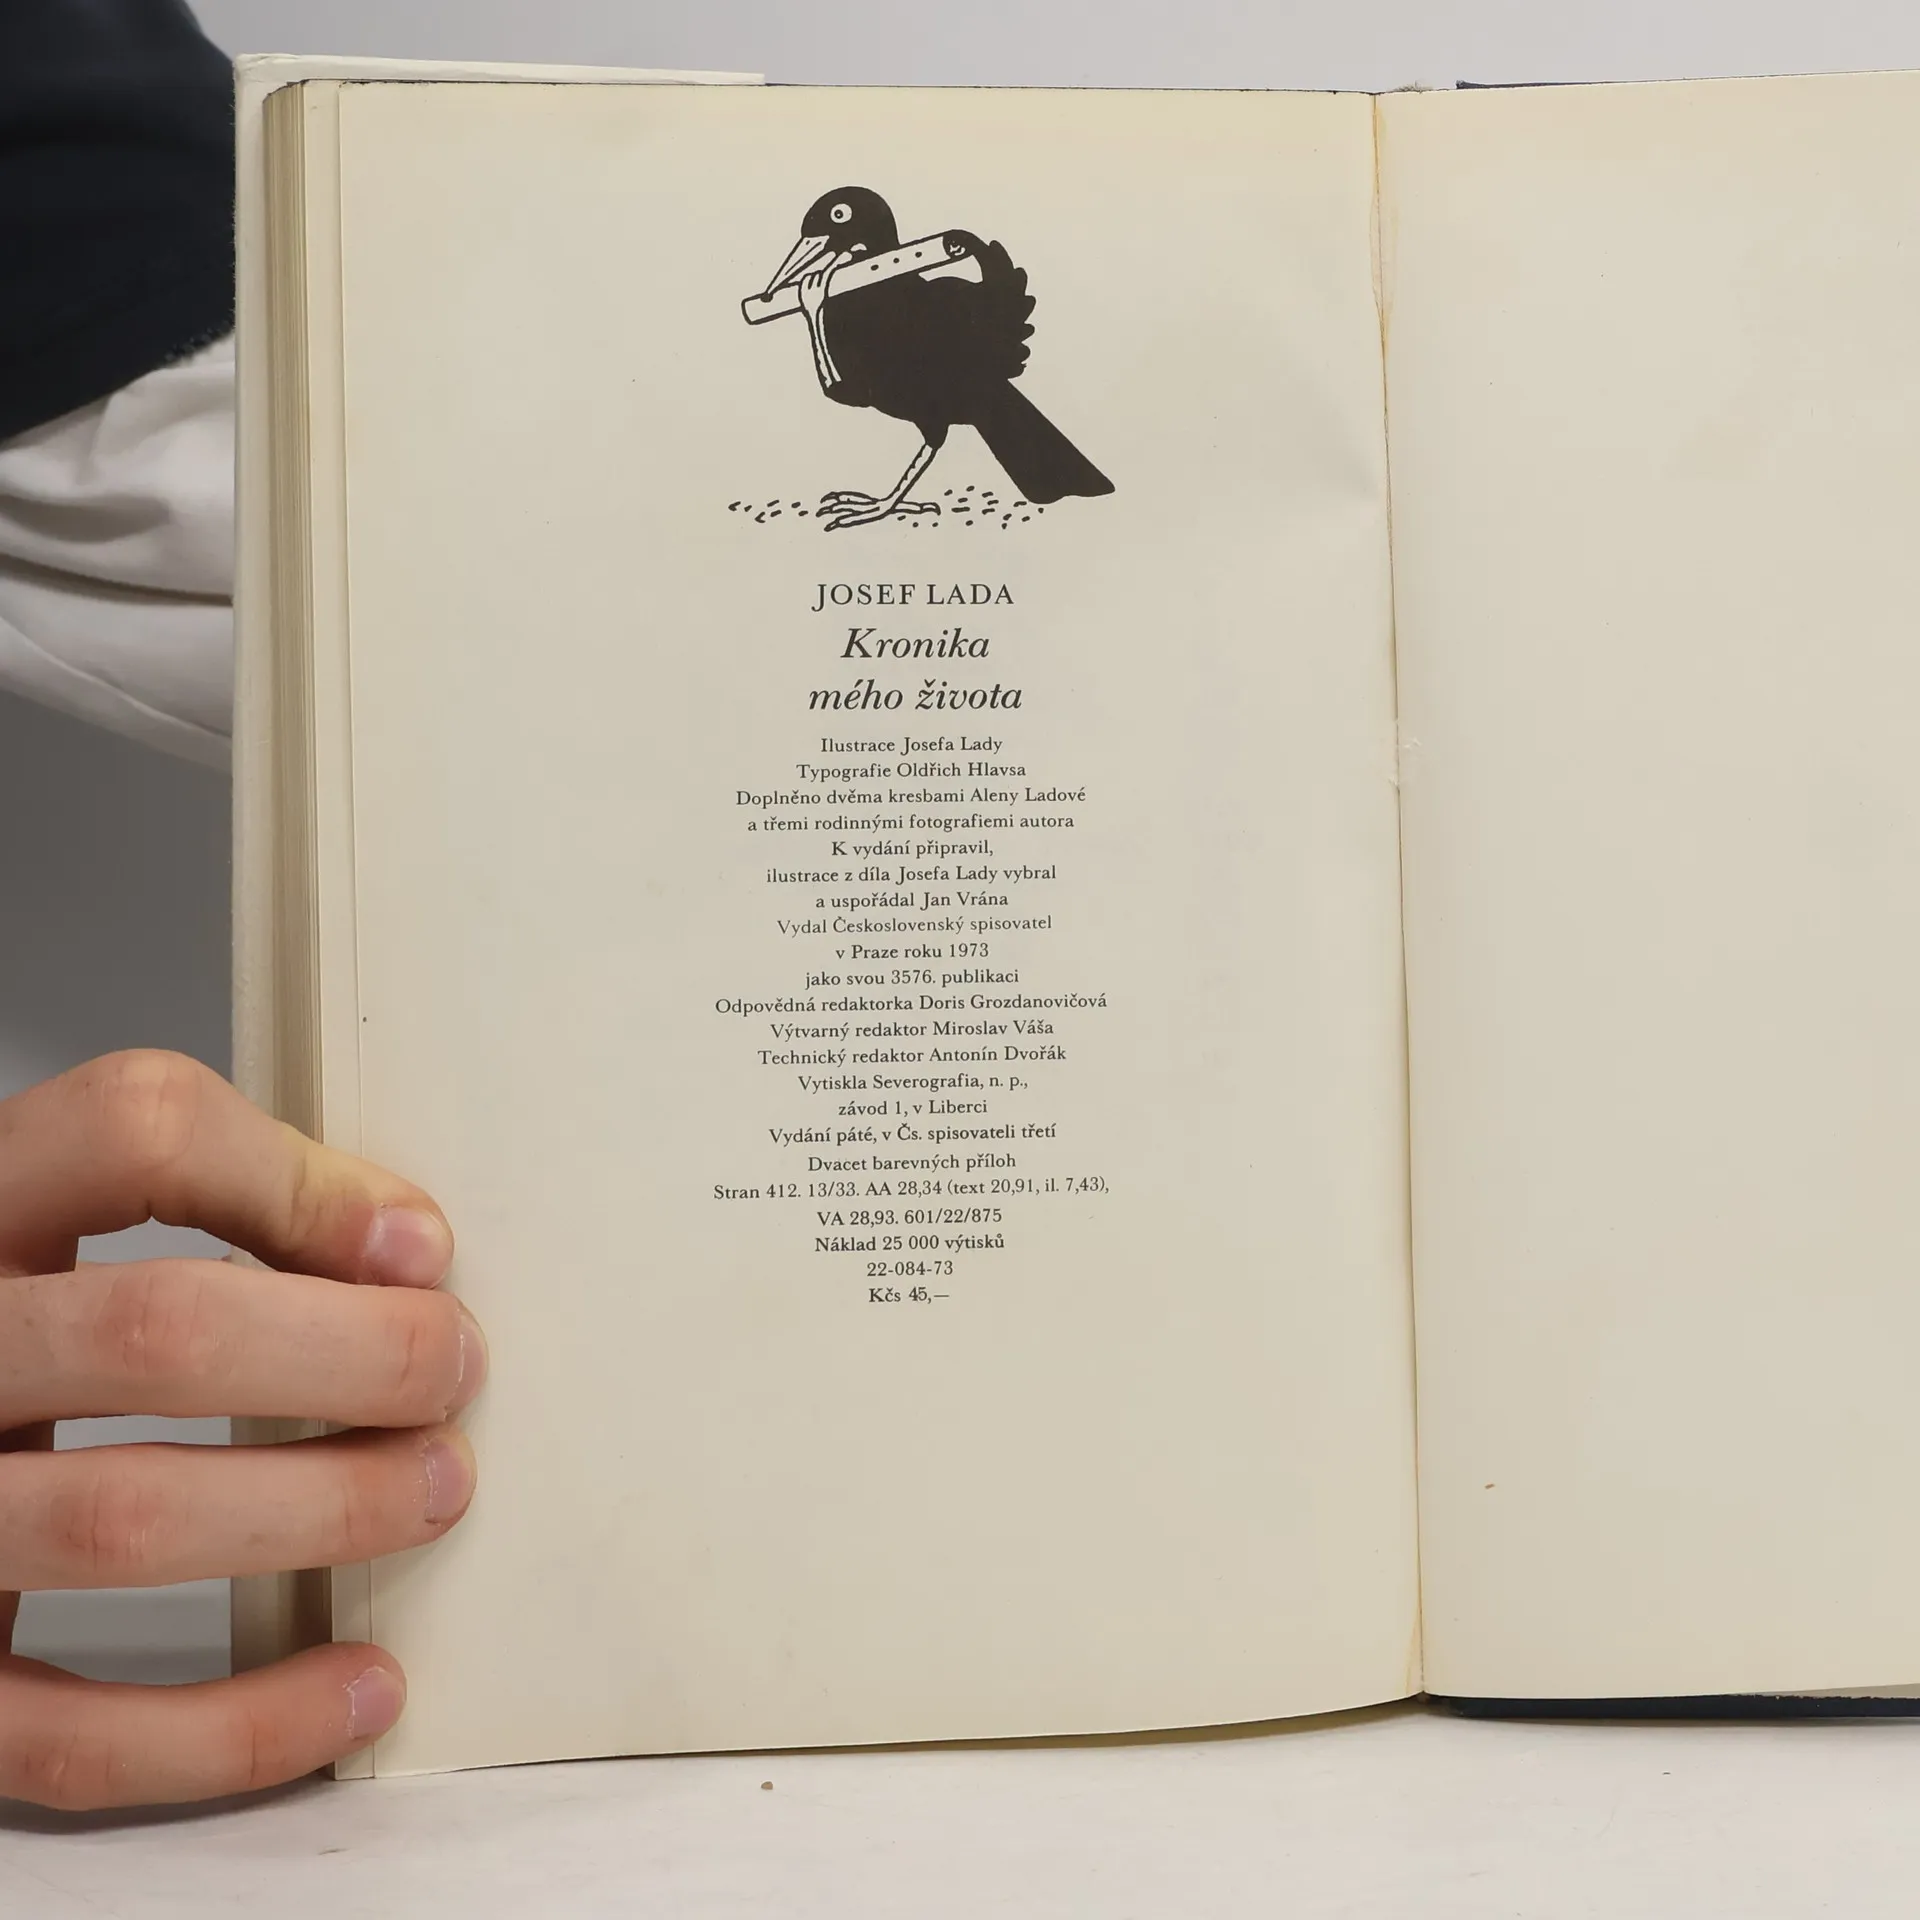 JOSEF LADA
Kronika
mého života
Ilustrace Josefa Lady
Typografie Oldřich Hlavsa
Doplněno dvěma kresbami Aleny Ladové
a třemi rodinnými fotografiemi autora
K vydání připravil,
ilustrace z díla Josefa Lady vybral
a uspořádal Jan Vrána
Vydal Československý spisovatel
v Praze roku 1973
jako svou 3576. publikaci
Odpovědná redaktorka Doris Grozdanovičová
Výtvarný redaktor Miroslav Váša
Technický redaktor Antonín Dvořák
Vytiskla Severografia, n. p.,
závod 1, v Liberci
Vydání páté, v Čs. spisovateli třetí
Dvacet barevných příloh
Stran 412. 13/33. AA 28,34 (text 20,91, il. 7,43),
VA 28,93. 601/22/875
Náklad 25 000 výtisků
22-084-73
Kčs 45,—